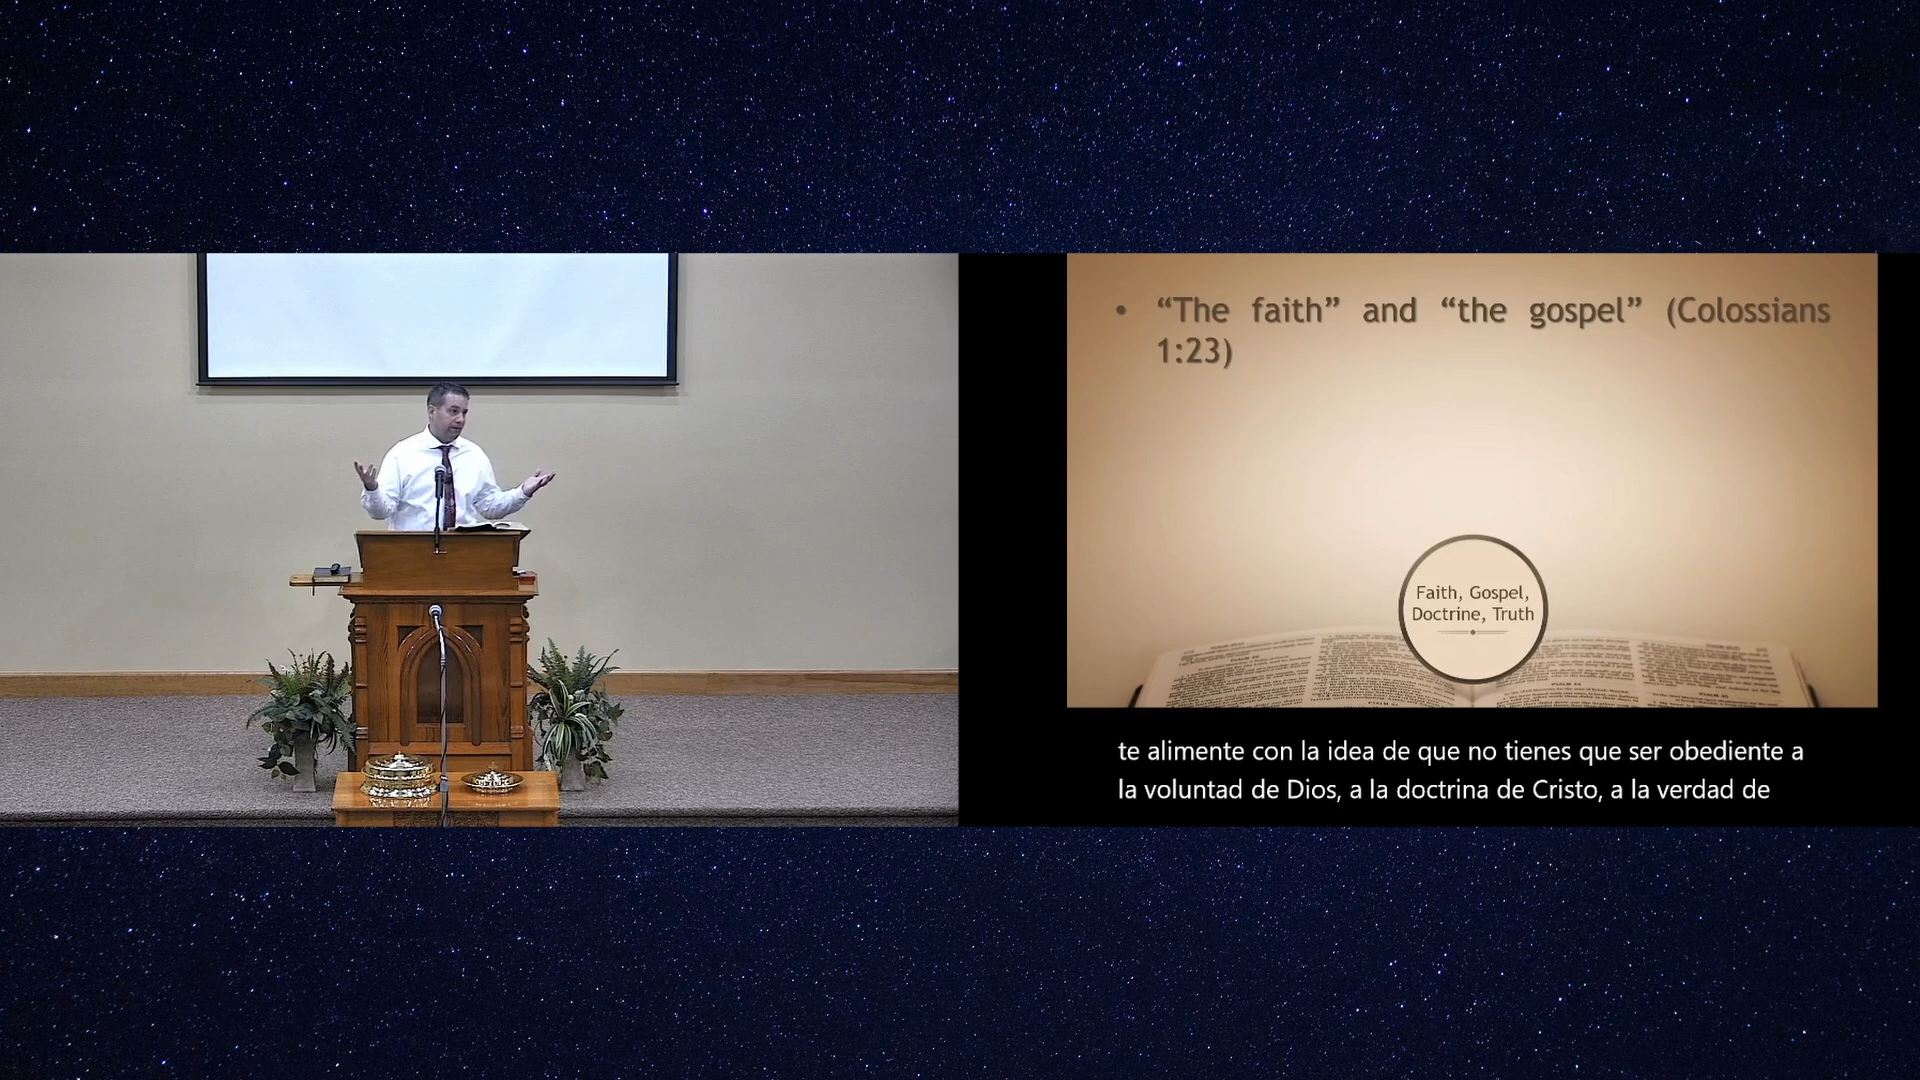 • “The faith” and “the gospel” (Colossians
1:23)
Faith, Gospel,
Doctrine, Truth
te alimente con la idea de que no tienes que ser obediente a
la voluntad de Dios, a la doctrina de Cristo, a la verdad de